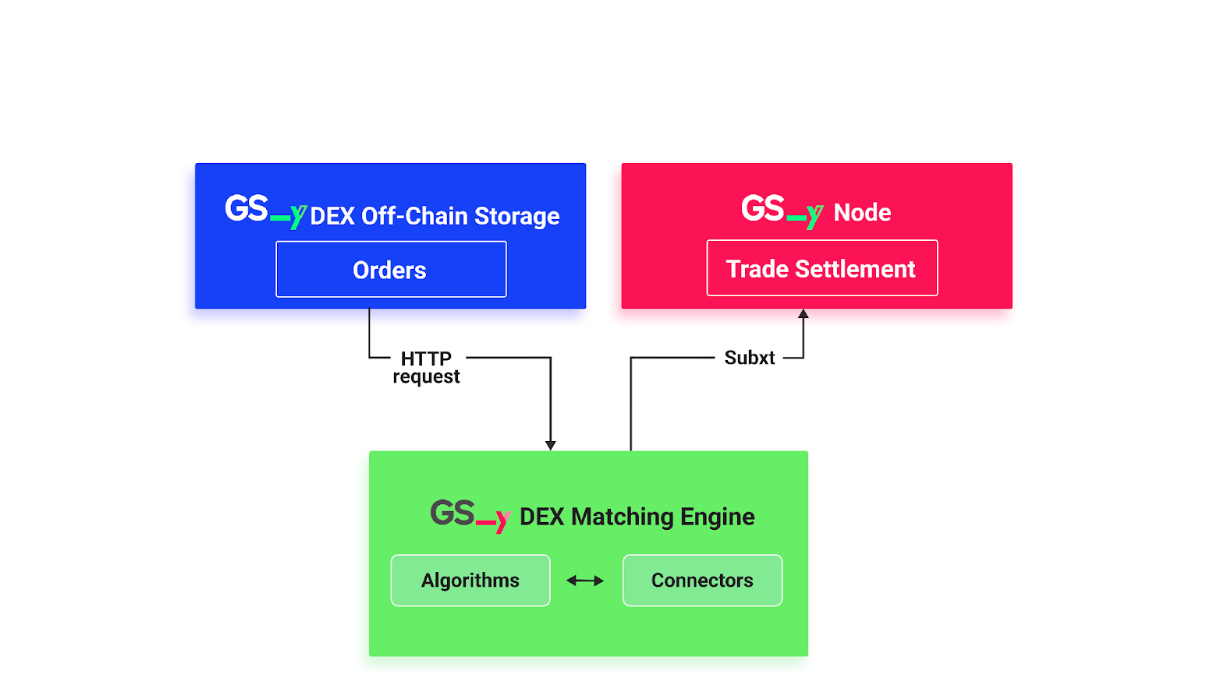 GS_y DEX Off-Chain Storage
Orders
GS_y Node
Trade Settlement
HTTP
request
Subxt
GS_y DEX Matching Engine
Algorithms
Connectors